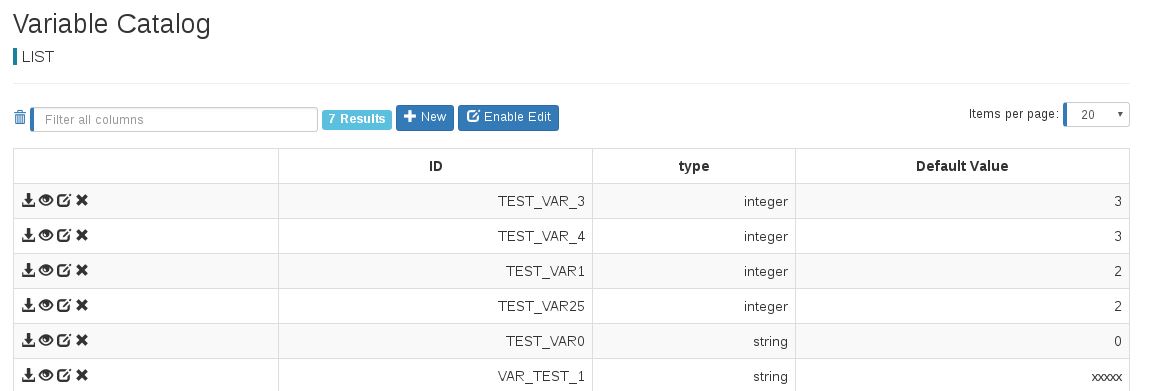 Variable Catalog
LIST
Filter all columns 7 Results New Enable Edit Items per page: 20
ID type Default Value
TEST_VAR_3 integer 3
TEST_VAR_4 integer 3
TEST_VAR1 integer 2
TEST_VAR25 integer 2
TEST_VAR0 string 0
VAR_TEST_1 string xxxxx